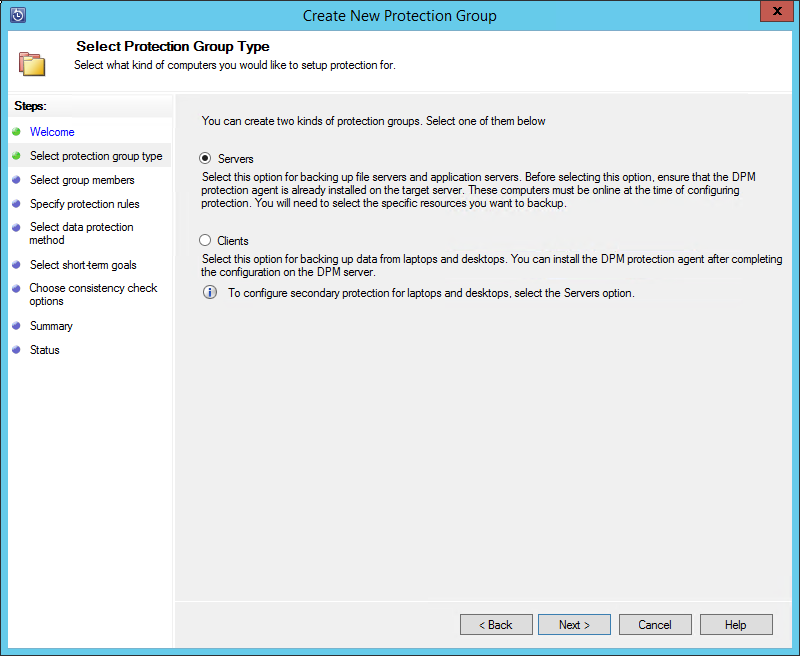 Create New Protection Group
x
Select Protection Group Type
Select what kind of computers you would like to setup protection for.
Steps:
Welcome
Select protection group type
Select group members
Specify protection rules
Select data protection
method
Select short-term goals
Choose consistency check
options
Summary
Status
You can create two kinds of protection groups. Select one of them below
Servers
Select this option for backing up file servers and application servers. Before selecting this option, ensure that the DPM
protection agent is already installed on the target server. These computers must be online at the time of configuring
protection. You will need to select the specific resources you want to backup.
Clients
Select this option for backing up data from laptops and desktops. You can install the DPM protection agent after completing
the configuration on the DPM server.
To configure secondary protection for laptops and desktops, select the Servers option.
< Back
Next >
Cancel
Help